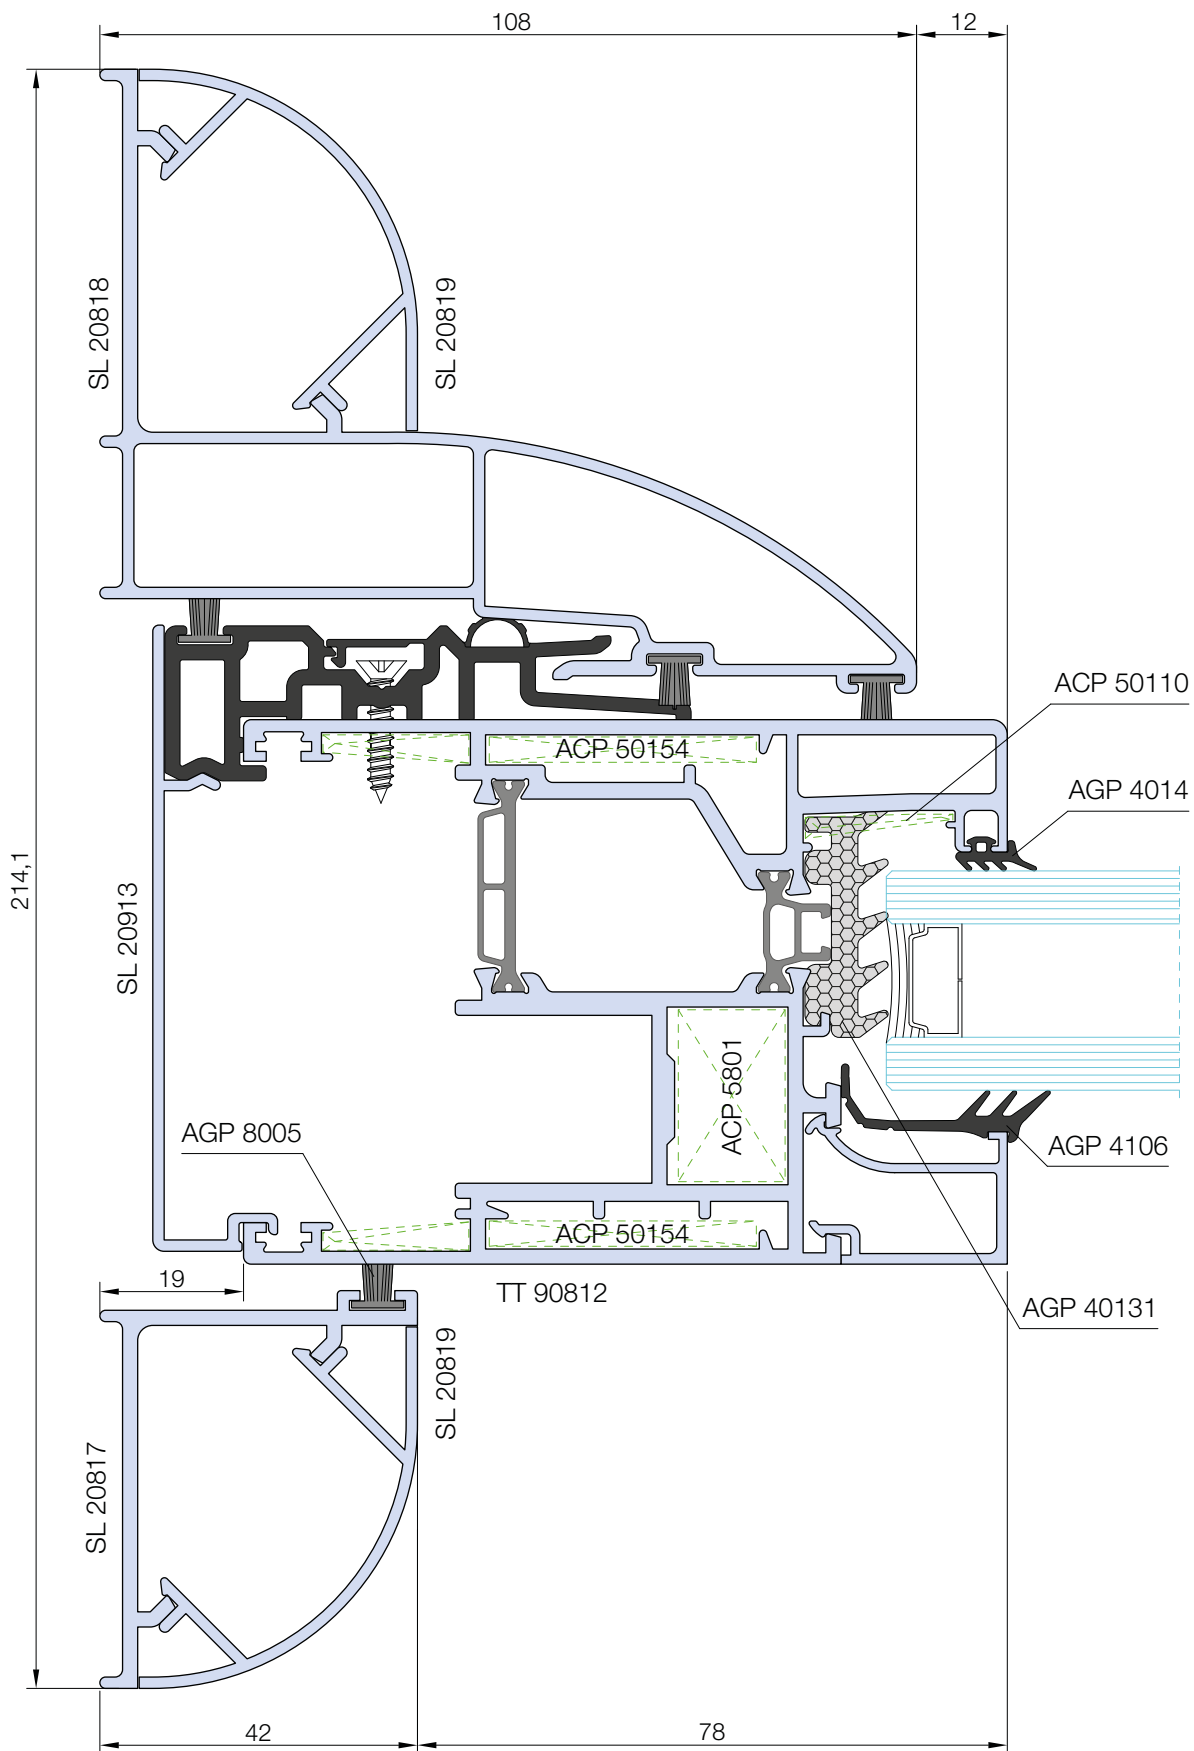 108
12
SL 20818
SL 20819
ACP 50110
ACP 50154
AGP 4014
214,1
SL 20913
ACP 5801
AGP 8005
AGP 4106
ACP 50154
19
TT 90812
AGP 40131
SL 20819
SL 20817
42
78